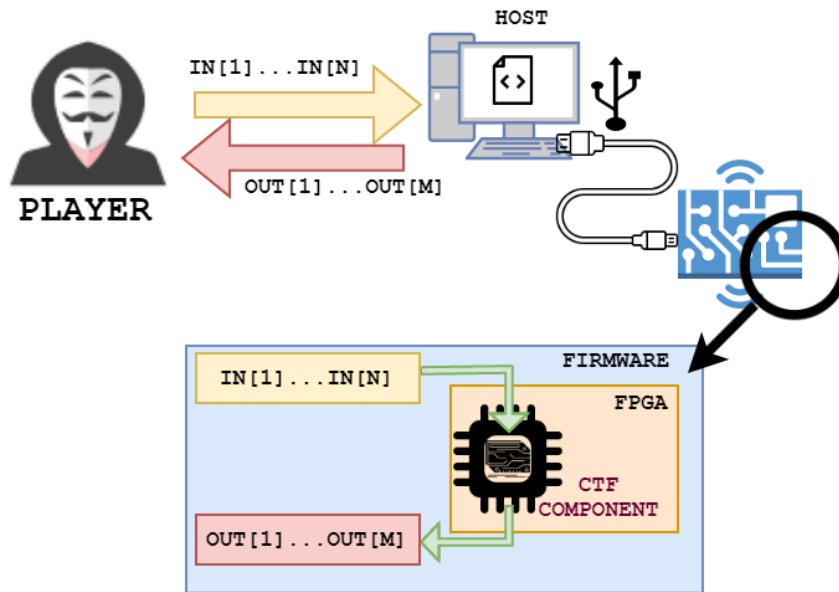 HOST
IN[1]...IN[N]
OUT[1]...OUT[M]
PLAYER
FIRMWARE
IN[1]...IN[N]
FPGA
CTF
COMPONENT
OUT[1]...OUT[M]